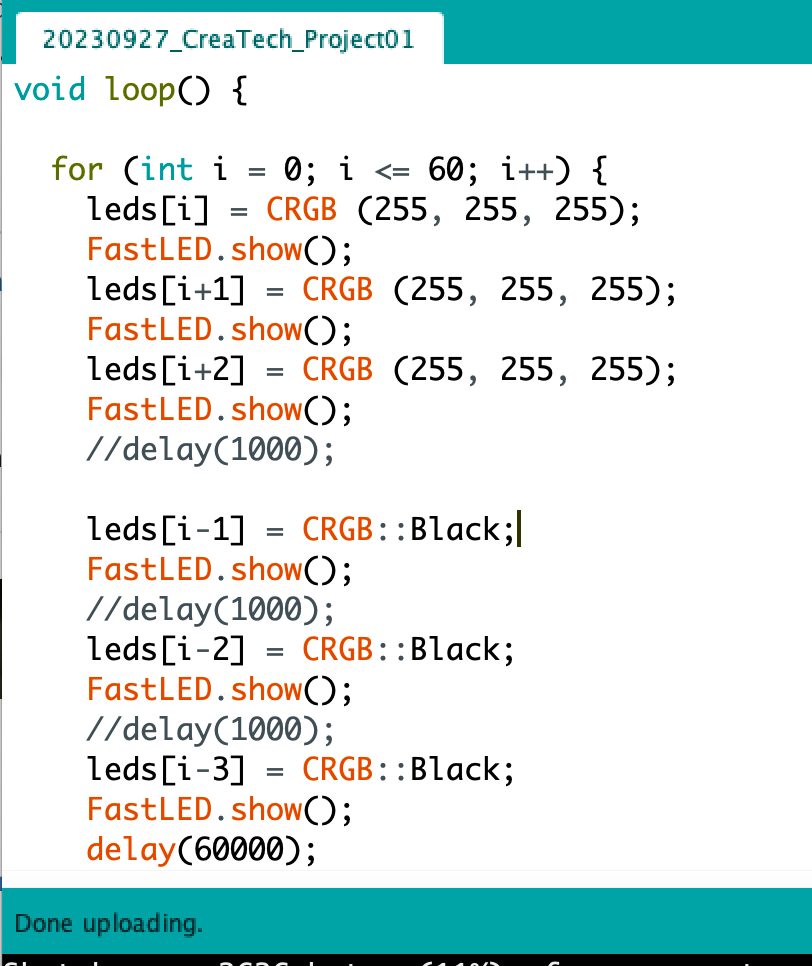 20230927_CreaTech_Project01
void loop() {
for (int i = 0; i <= 60; i++) {
leds[i] = CRGB (255, 255, 255);
FastLED.show();
leds[i+1] = CRGB (255, 255, 255);
FastLED.show();
leds[i+2] = CRGB (255, 255, 255);
FastLED.show();
//delay(1000);
leds[i-1] = CRGB::Black;
FastLED.show();
//delay(1000);
leds[i-2] = CRGB::Black;
FastLED.show();
//delay(1000);
leds[i-3] = CRGB::Black;
FastLED.show();
delay(60000);
Done uploading.